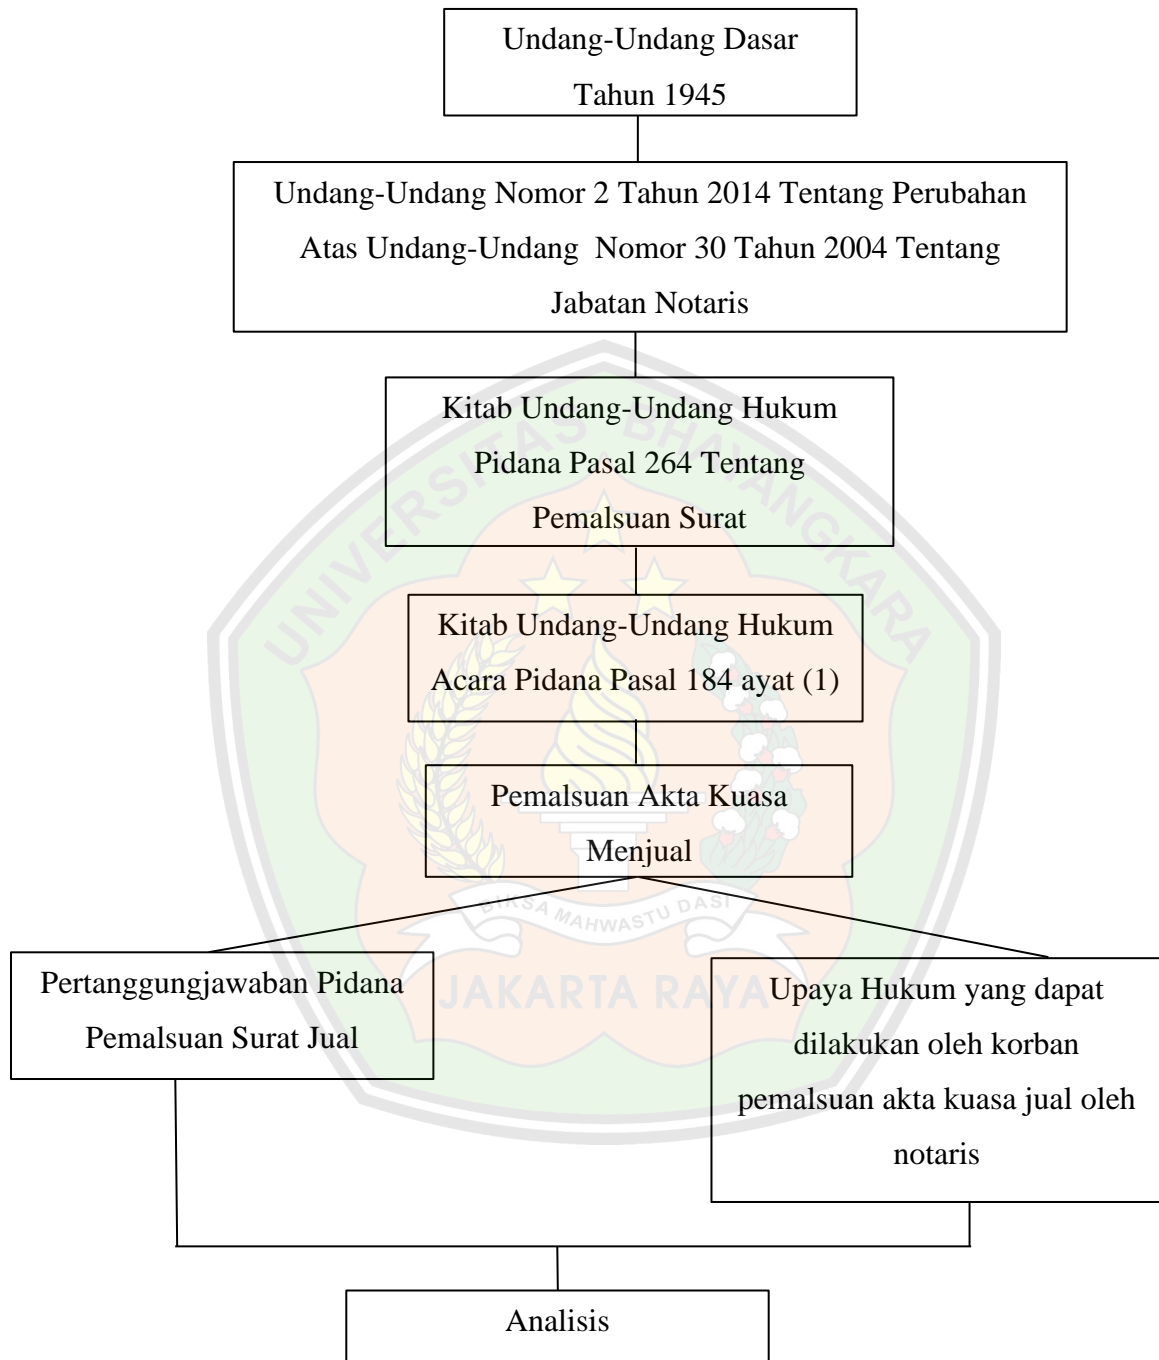 Undang-Undang Dasar
Tahun 1945
Undang-Undang Nomor 2 Tahun 2014 Tentang Perubahan
Atas Undang-Undang Nomor 30 Tahun 2004 Tentang
Jabatan Notaris
Kitab Undang-Undang Hukum
Pidana Pasal 264 Tentang
Pemalsuan Surat
UNIVERSITAS BHAYANGKARA
Kitab Undang-Undang Hukum
Acara Pidana Pasal 184 ayat (1)
Pemalsuan Akta Kuasa
Menjual
DIKSA MAHWASTU DASI
JAKARTA RAYA
Pertanggungjawaban Pidana
Pemalsuan Surat Jual
Upaya Hukum yang dapat
dilakukan oleh korban
pemalsuan akta kuasa jual oleh
notaris
Analisis